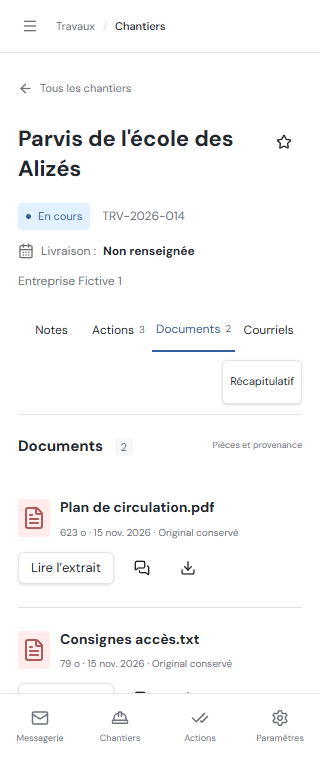 Travaux / Chantiers
Tous les chantiers
Parvis de l'école des
Alizés
En cours TRV-2026-014
Livraison : Non renseignée
Entreprise Fictive 1
Notes Actions 3 Documents 2 Courriels
Récapitulatif
Documents 2 Pièces et provenance
Plan de circulation.pdf
623 o · 15 nov. 2026 · Original conservé
Lire l’extrait
Consignes accès.txt
79 o · 15 nov. 2026 · Original conservé
Messagerie Chantiers Actions Paramètres